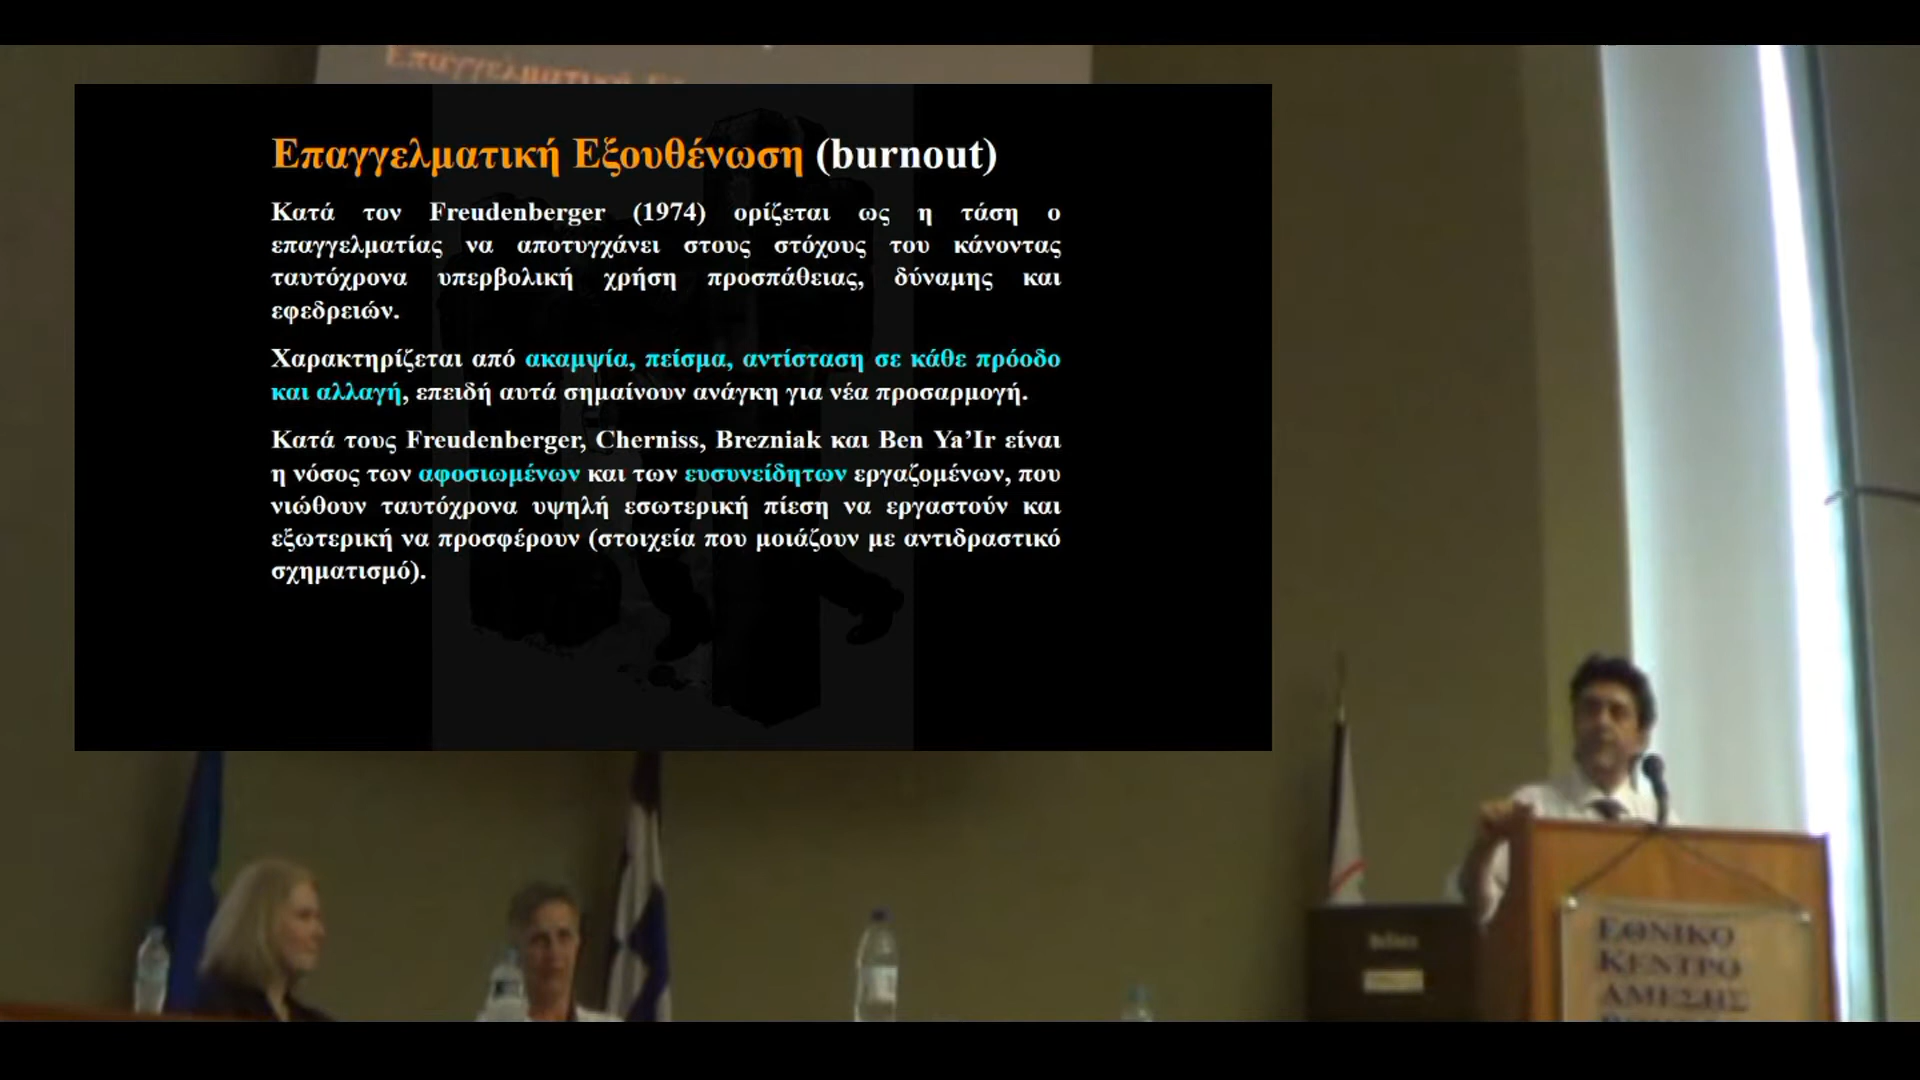 Επαγγελματική
Επαγγελματική Εξουθένωση (burnout)
Κατά τον Freudenberger (1974) ορίζεται ως η τάση ο
επαγγελματίας να αποτυγχάνει στους στόχους του κάνοντας
ταυτόχρονα υπερβολική χρήση προσπάθειας, δύναμης και
εφεδρειών.
Χαρακτηρίζεται από ακαμψία, πείσμα, αντίσταση σε κάθε πρόοδο
και αλλαγή, επειδή αυτά σημαίνουν ανάγκη για νέα προσαρμογή.
Κατά τους Freudenberger, Cherniss, Brezniak και Ben Ya’Ir είναι
η νόσος των αφοσιωμένων και των ευσυνείδητων εργαζομένων, που
νιώθουν ταυτόχρονα υψηλή εσωτερική πίεση να εργαστούν και
εξωτερική να προσφέρουν (στοιχεία που μοιάζουν με αντιδραστικό
σχηματισμό).
ΕΘΝΙΚΟ
ΚΕΝΤΡΟ
ΑΜΕΣΗΣ